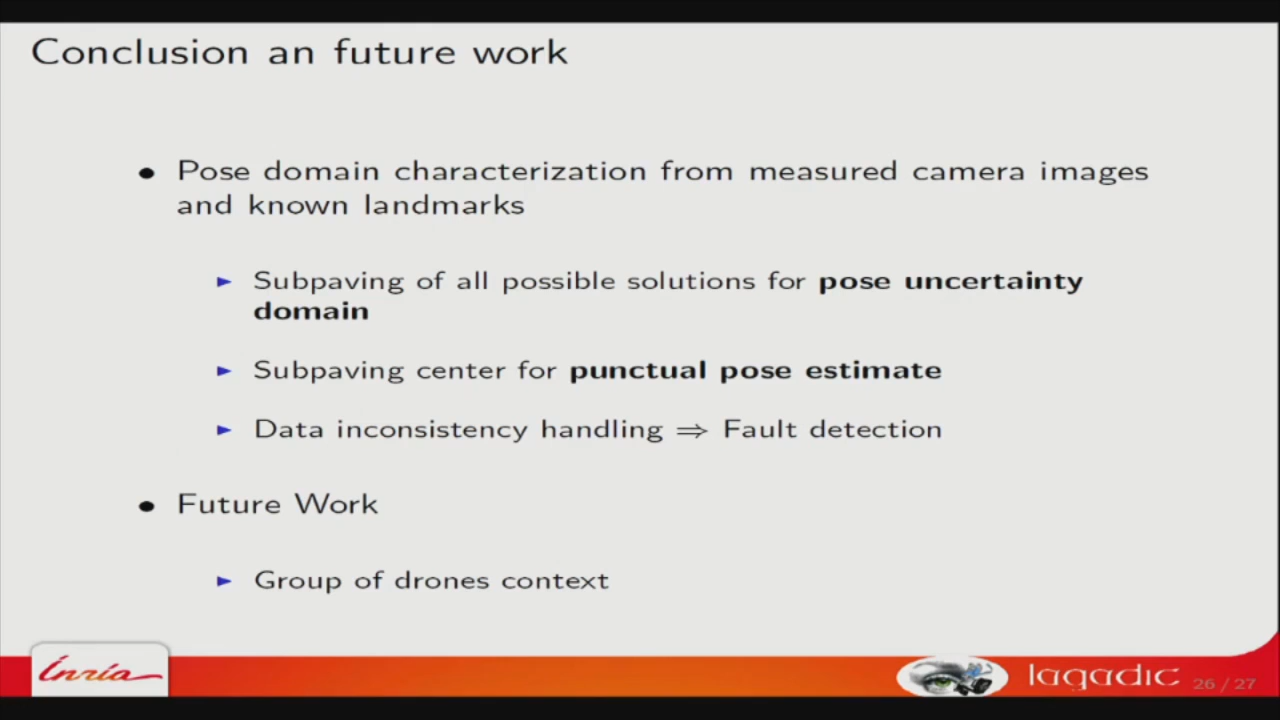 Conclusion an future work
• Pose domain characterization from measured camera images
and known landmarks
▶ Subpaving of all possible solutions for pose uncertainty
domain
▶ Subpaving center for punctual pose estimate
▶ Data inconsistency handling ⇒ Fault detection
• Future Work
▶ Group of drones context
Inria
lagadic
26 / 27